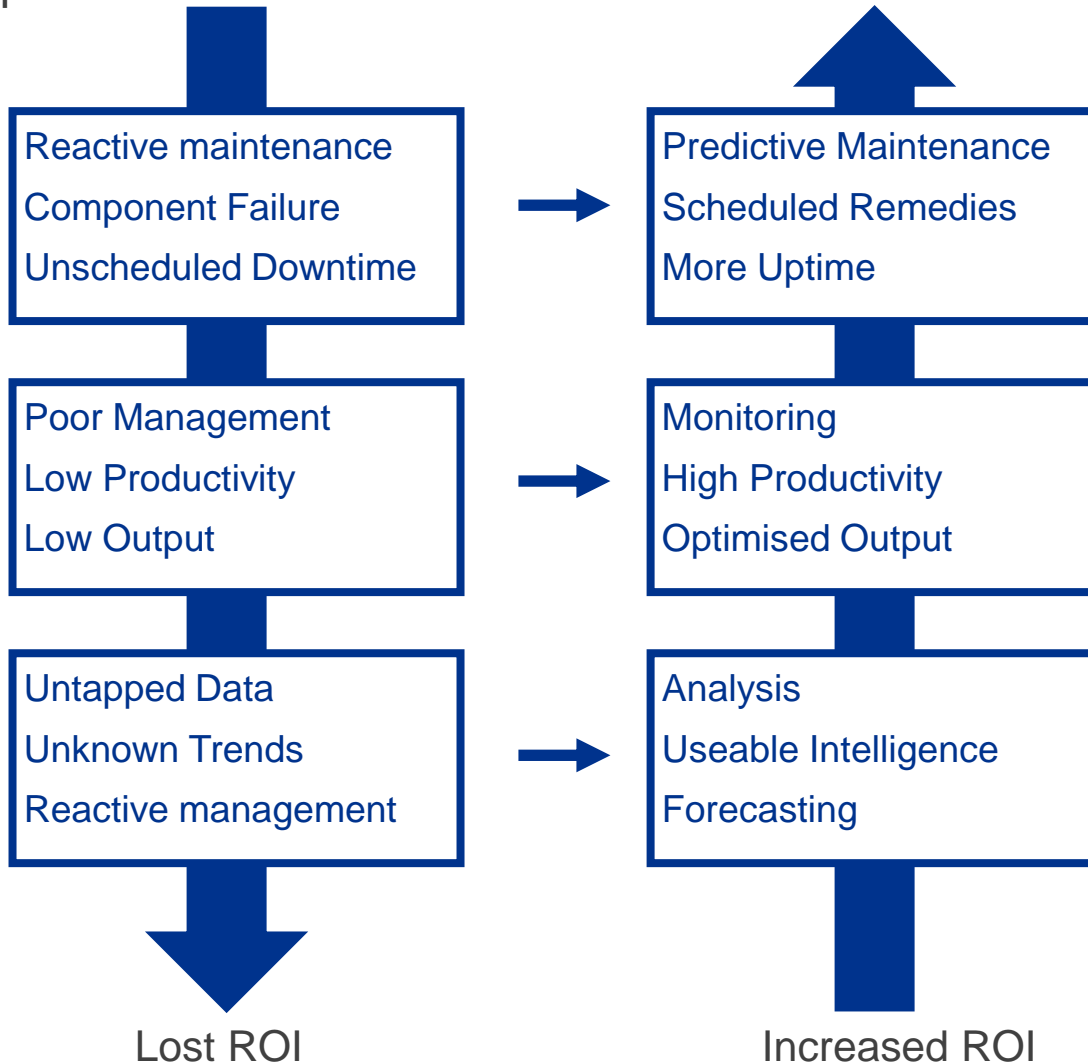 Reactive maintenance
Component Failure
Unscheduled Downtime
Predictive Maintenance
Scheduled Remedies
More Uptime
Poor Management
Low Productivity
Low Output
Monitoring
High Productivity
Optimised Output
Untapped Data
Unknown Trends
Reactive management
Analysis
Useable Intelligence
Forecasting
Lost ROI
Increased ROI